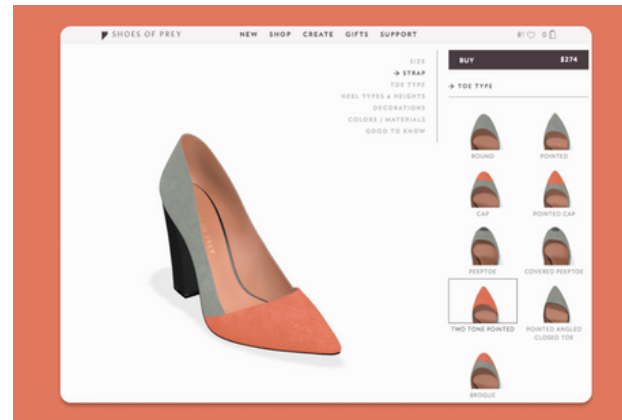 SHOES OF PREY
NEW SHOP CREATE GIFTS SUPPORT
81 0
SIZE
→ STRAP
TOE TYPE
HEEL TYPES & HEIGHTS
DECORATIONS
COLORS / MATERIALS
GOOD TO KNOW
BUY $274
→ TOE TYPE
ROUND POINTED
CAP POINTED CAP
PEEPTOE COVERED PEEPTOE
TWO TONE POINTED POINTED ANGLED
CLOSED TOE
BROGUE